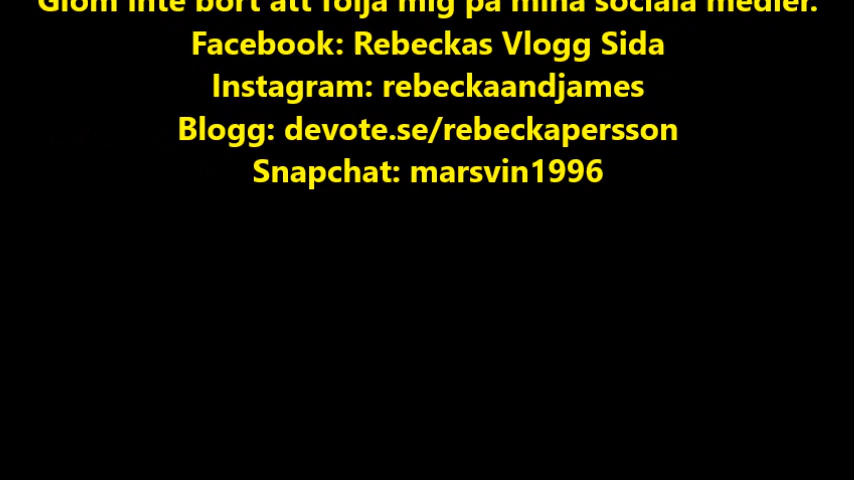 Glöm inte bort att följa mig på mina sociala medier.
Facebook: Rebeckas Vlogg Sida
Instagram: rebeckaandjames
Blogg: devote.se/rebeckapersson
Snapchat: marsvin1996